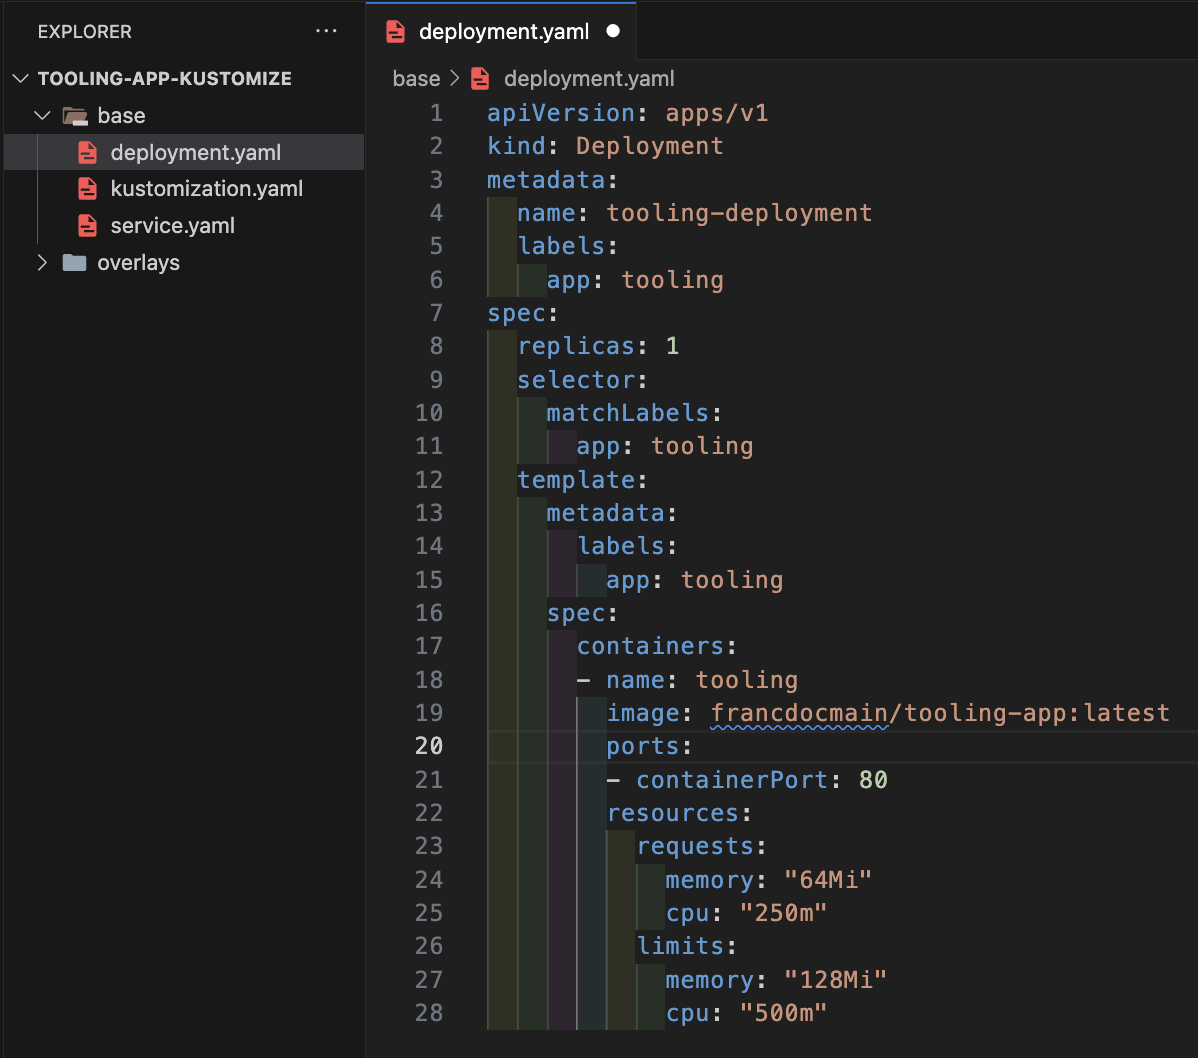 EXPLORER
TOOLING-APP-KUSTOMIZE
base
deployment.yaml
kustomization.yaml
service.yaml
overlays
deployment.yaml
base > deployment.yaml
1 apiVersion: apps/v1
2 kind: Deployment
3 metadata:
4   name: tooling-deployment
5   labels:
6     app: tooling
7 spec:
8   replicas: 1
9   selector:
10     matchLabels:
11       app: tooling
12   template:
13     metadata:
14       labels:
15         app: tooling
16     spec:
17       containers:
18       - name: tooling
19         image: francdocmain/tooling-app:latest
20         ports:
21         - containerPort: 80
22         resources:
23           requests:
24             memory: "64Mi"
25             cpu: "250m"
26           limits:
27             memory: "128Mi"
28             cpu: "500m"